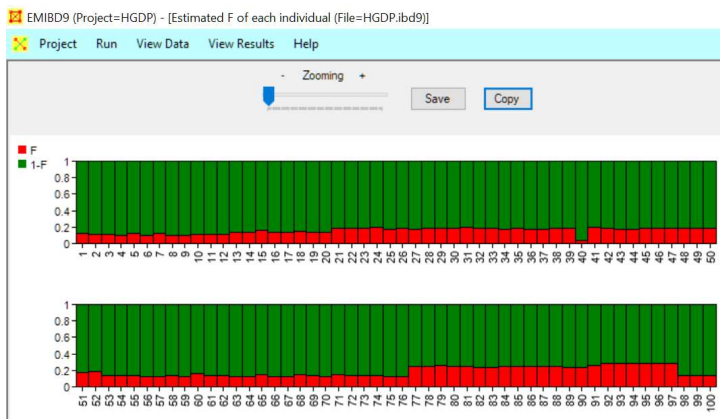 EMIBD9 (Project=HGDP) - [Estimated F of each individual (File=HGDP.ibd9)]
Project Run View Data View Results Help
- Zooming +
Save Copy
F
1-F
1
0.8
0.6
0.4
0.2
0
1 2 3 4 5 6 7 8 9 10 11 12 13 14 15 16 17 18 19 20 21 22 23 24 25 26 27 28 29 30 31 32 33 34 35 36 37 38 39 40 41 42 43 44 45 46 47 48 49 50
1
0.8
0.6
0.4
0.2
0
51 52 53 54 55 56 57 58 59 60 61 62 63 64 65 66 67 68 69 70 71 72 73 74 75 76 77 78 79 80 81 82 83 84 85 86 87 88 89 90 91 92 93 94 95 96 97 98 99 100